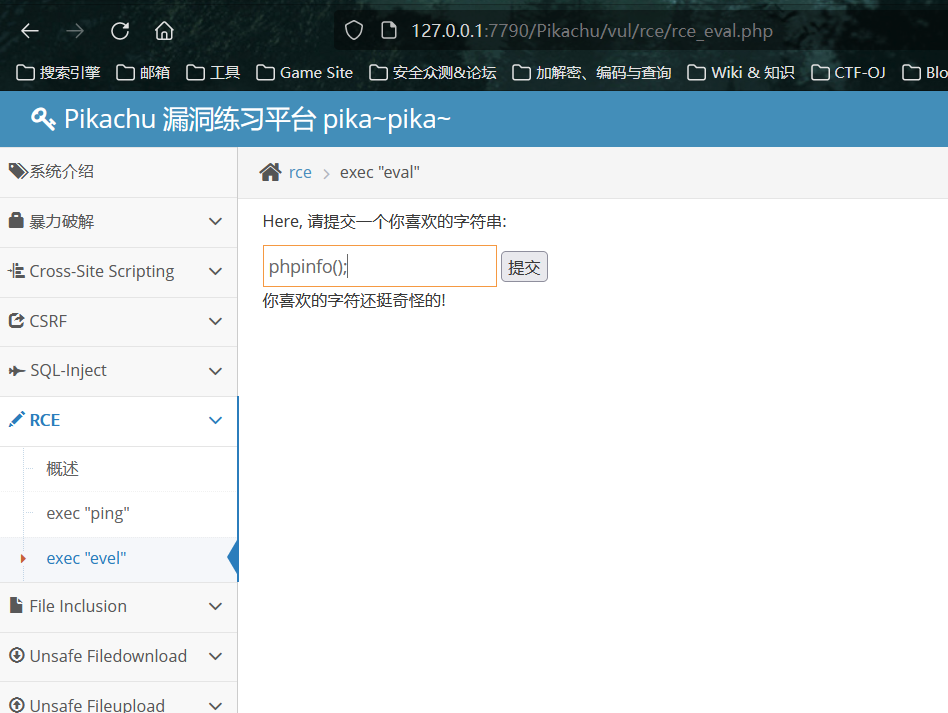 127.0.0.1:7790/Pikachu/vul/rce/rce_eval.php
搜索引擎 邮箱 工具 Game Site 安全众测&论坛 加解密、编码与查询 Wiki & 知识 CTF-OJ Blo
Pikachu 漏洞练习平台 pika~pika~
系统介绍
rce > exec "eval"
Here, 请提交一个你喜欢的字符串:
暴力破解
phpinfo(); 提交
Cross-Site Scripting
你喜欢的字符还挺奇怪的!
CSRF
SQL-Inject
RCE
概述
exec "ping"
exec "evel"
File Inclusion
Unsafe Filedownload
Unsafe Fileupload